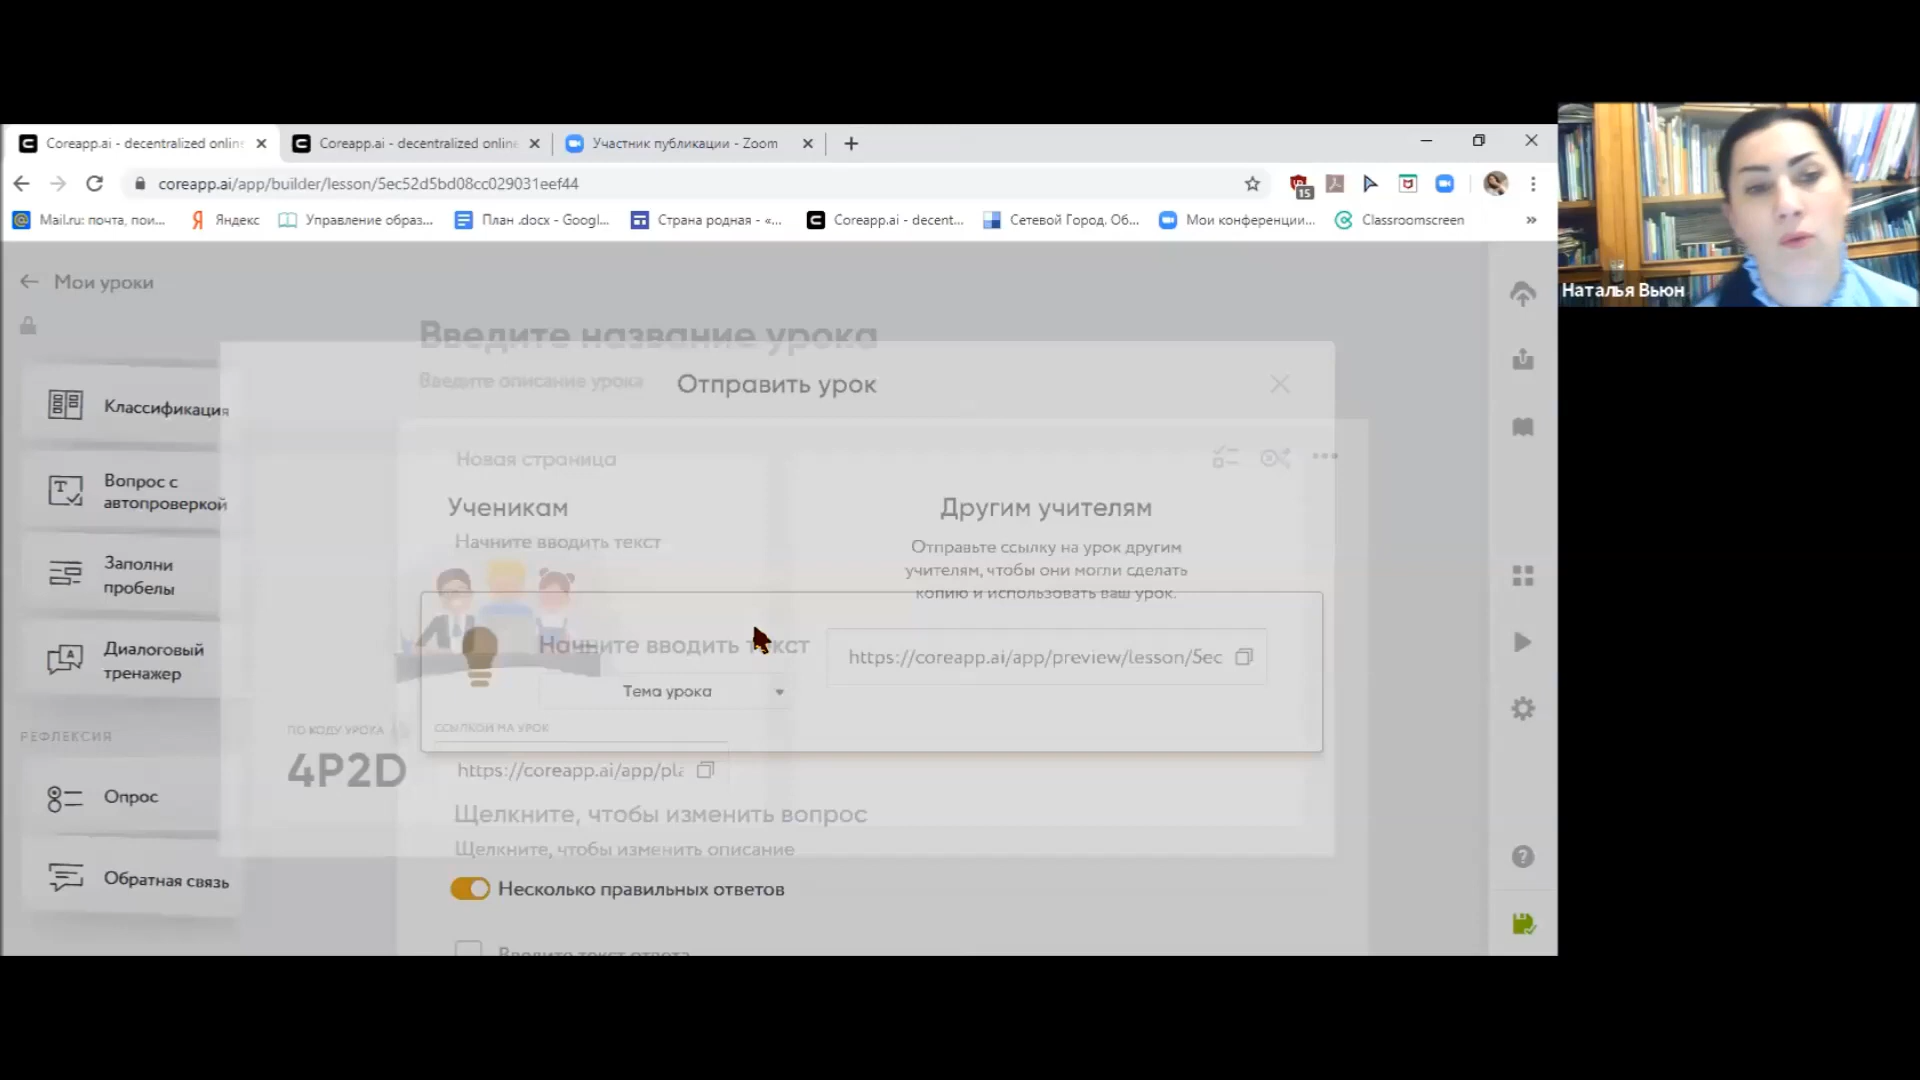 Coreapp.ai - decentralized onlin
Coreapp.ai - decentralized online
Участник публикации - Zoom
coreapp.ai/app/builder/lesson/5ec52d5bd08cc029031eef44
15
Mail.ru: почта, пои...
Яндекс
Управление образ...
План .docx - Googl...
Страна родная - «...
Coreapp.ai - decent...
Сетевой Город. Об...
Мои конференции...
Classroomscreen
»
Наталья Вьюн
Мои уроки
Введите название урока
Введите описание урока
Отправить урок
Классификация
Новая страница
Вопрос с
автопроверкой
Ученикам
Другим учителям
Начните вводить текст
Отправьте ссылку на урок другим
учителям, чтобы они могли сделать
копию и использовать ваш урок.
Заполни
пробелы
Начните вводить текст
https://coreapp.ai/app/preview/lesson/5ec
Диалоговый
тренажер
Тема урока
РЕФЛЕКСИЯ
ПО КОДУ УРОКА
ССЫЛКОЙ НА УРОК
4P2D
https://coreapp.ai/app/pla
Опрос
Щелкните, чтобы изменить вопрос
Щелкните, чтобы изменить описание
Обратная связь
Несколько правильных ответов
Введите текст ответа